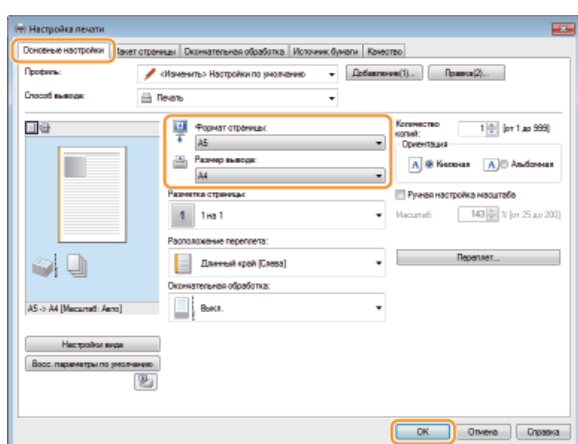 Настройка печати
Основные настройки Макет страницы Окончательная обработка Источник бумаги Качество
Профиль: <Изменить> Настройки по умолчанию Добавление(1)... Правка(2)...
Способ вывода: Печать
Формат страницы: Количество копий: 1 [от 1 до 999]
A5 Ориентация
Размер вывода: A Книжная A Альбомная
A4
Разметка страницы: Ручная настройка масштаба
1 1 на 1 Масштаб: 143 % [от 25 до 200]
Расположение переплета:
Длинный край [Слева] Переплет...
Окончательная обработка:
A5 -> A4 [Масштаб: Авто] Выкл.
Настройки вида
Восс. параметры по умолчанию
OK Отмена Справка